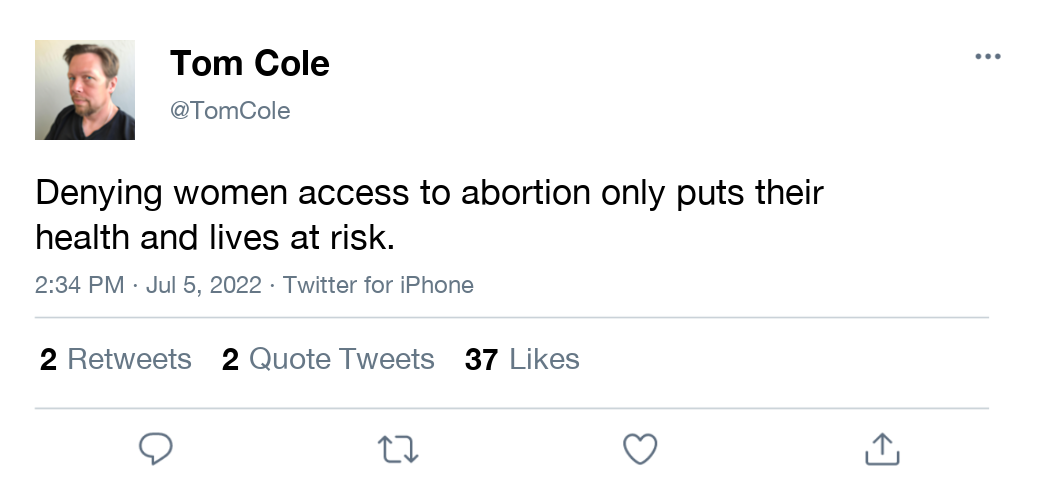 Tom Cole
@TomCole
Denying women access to abortion only puts their
health and lives at risk.
2:34 PM · Jul 5, 2022 · Twitter for iPhone
2 Retweets 2 Quote Tweets 37 Likes